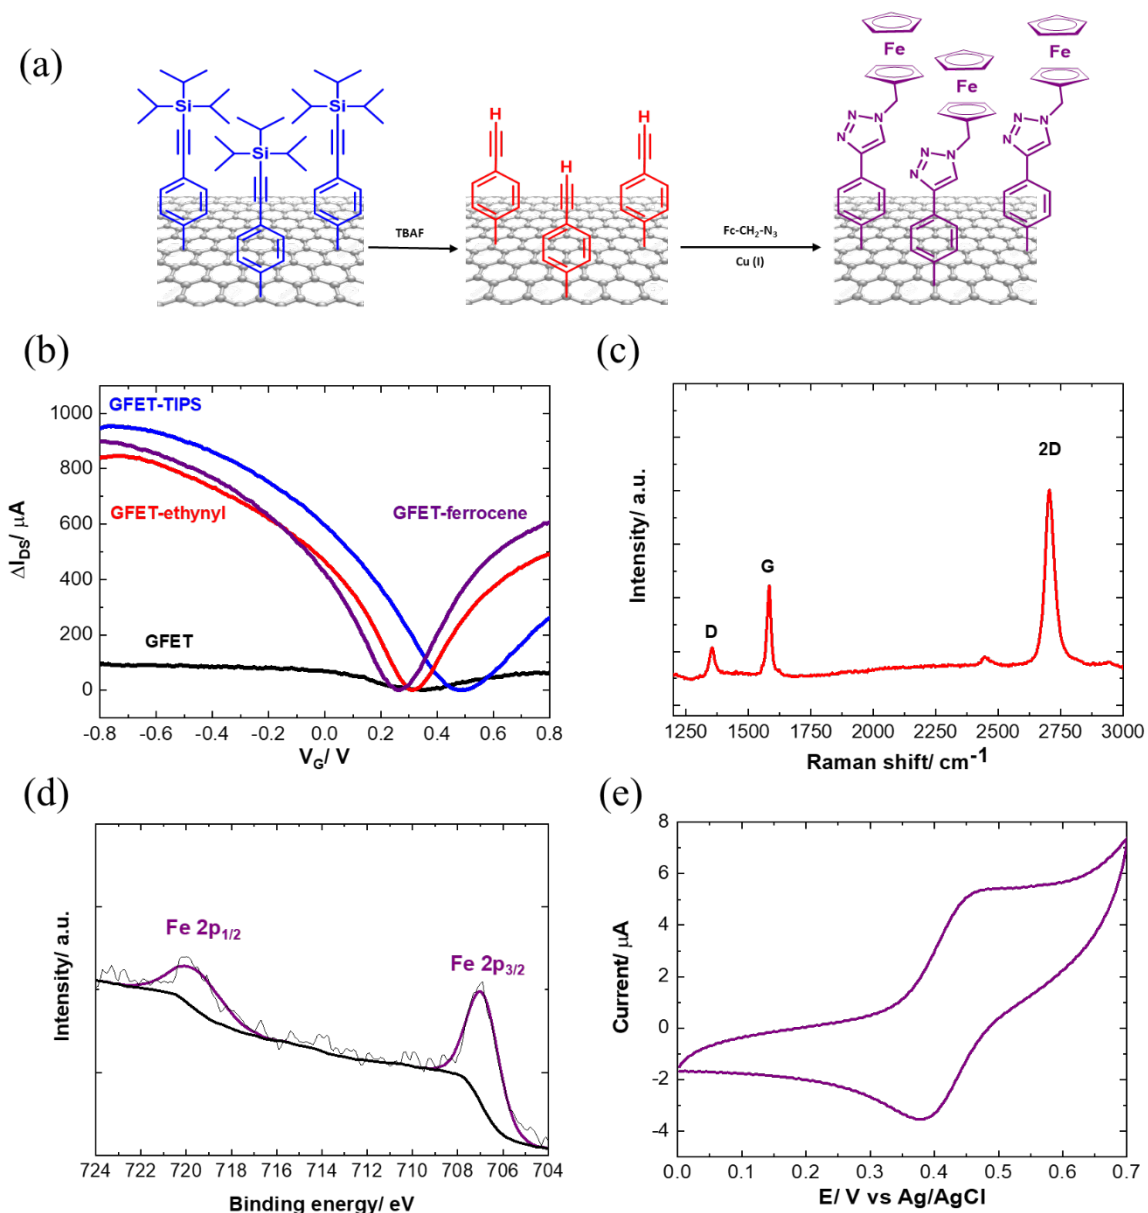 (a)
Fe
Fe
Fe
Si
Si
Si
H
H
H
N
N
N
N
N
N
N
N
N
TBAF
Fc-CH2-N3
Cu (I)
(b)
GFET-TIPS
GFET-ethynyl
GFET-ferrocene
GFET
1000
800
600
400
200
0
ΔIDS/ μA
-0.8 -0.6 -0.4 -0.2 0.0 0.2 0.4 0.6 0.8
VG/ V
(c)
2D
G
D
Intensity/ a.u.
1250 1500 1750 2000 2250 2500 2750 3000
Raman shift/ cm-1
(d)
Fe 2p1/2
Fe 2p3/2
Intensity/ a.u.
724 722 720 718 716 714 712 710 708 706 704
Binding energy/ eV
(e)
8
6
4
2
0
-2
-4
Current/ μA
0.0 0.1 0.2 0.3 0.4 0.5 0.6 0.7
E/ V vs Ag/AgCl